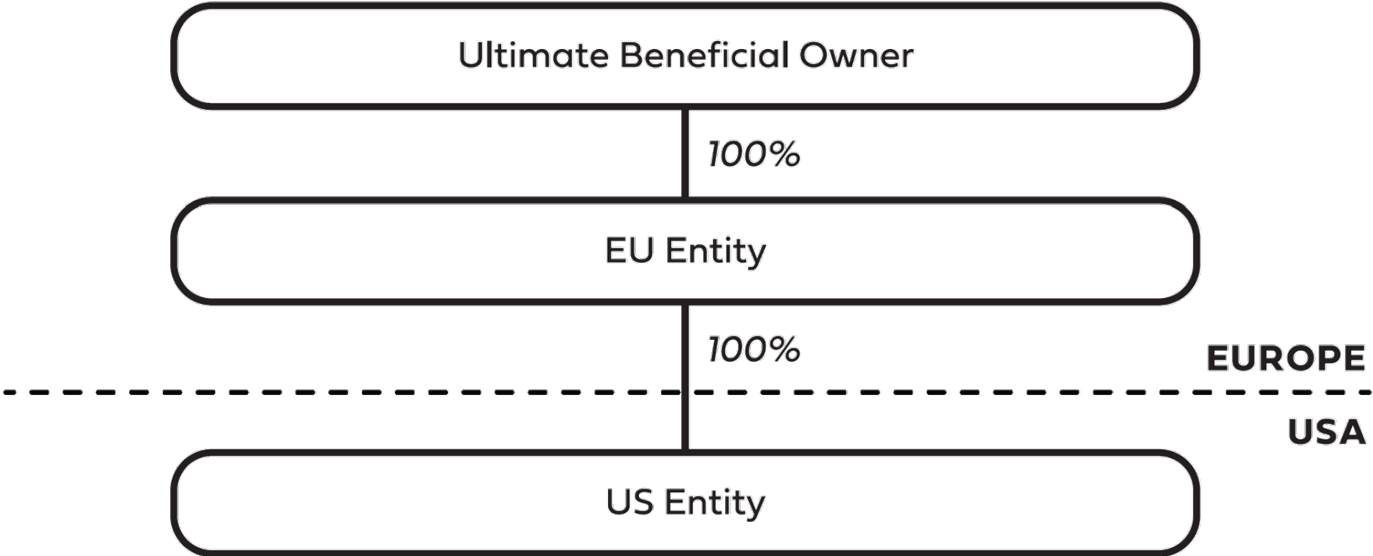 Ultimate Beneficial Owner
100%
EU Entity
100%
EUROPE
USA
US Entity